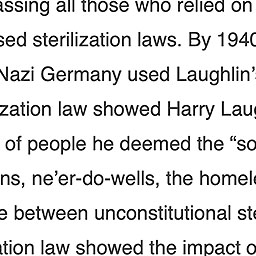 assing all those who relied on
sed sterilization laws. By 1940
Nazi Germany used Laughlin's
zation law showed Harry Laug
of people he deemed the “so
ns, ne’er-do-wells, the homele
e between unconstitutional ste
ation law showed the impact o